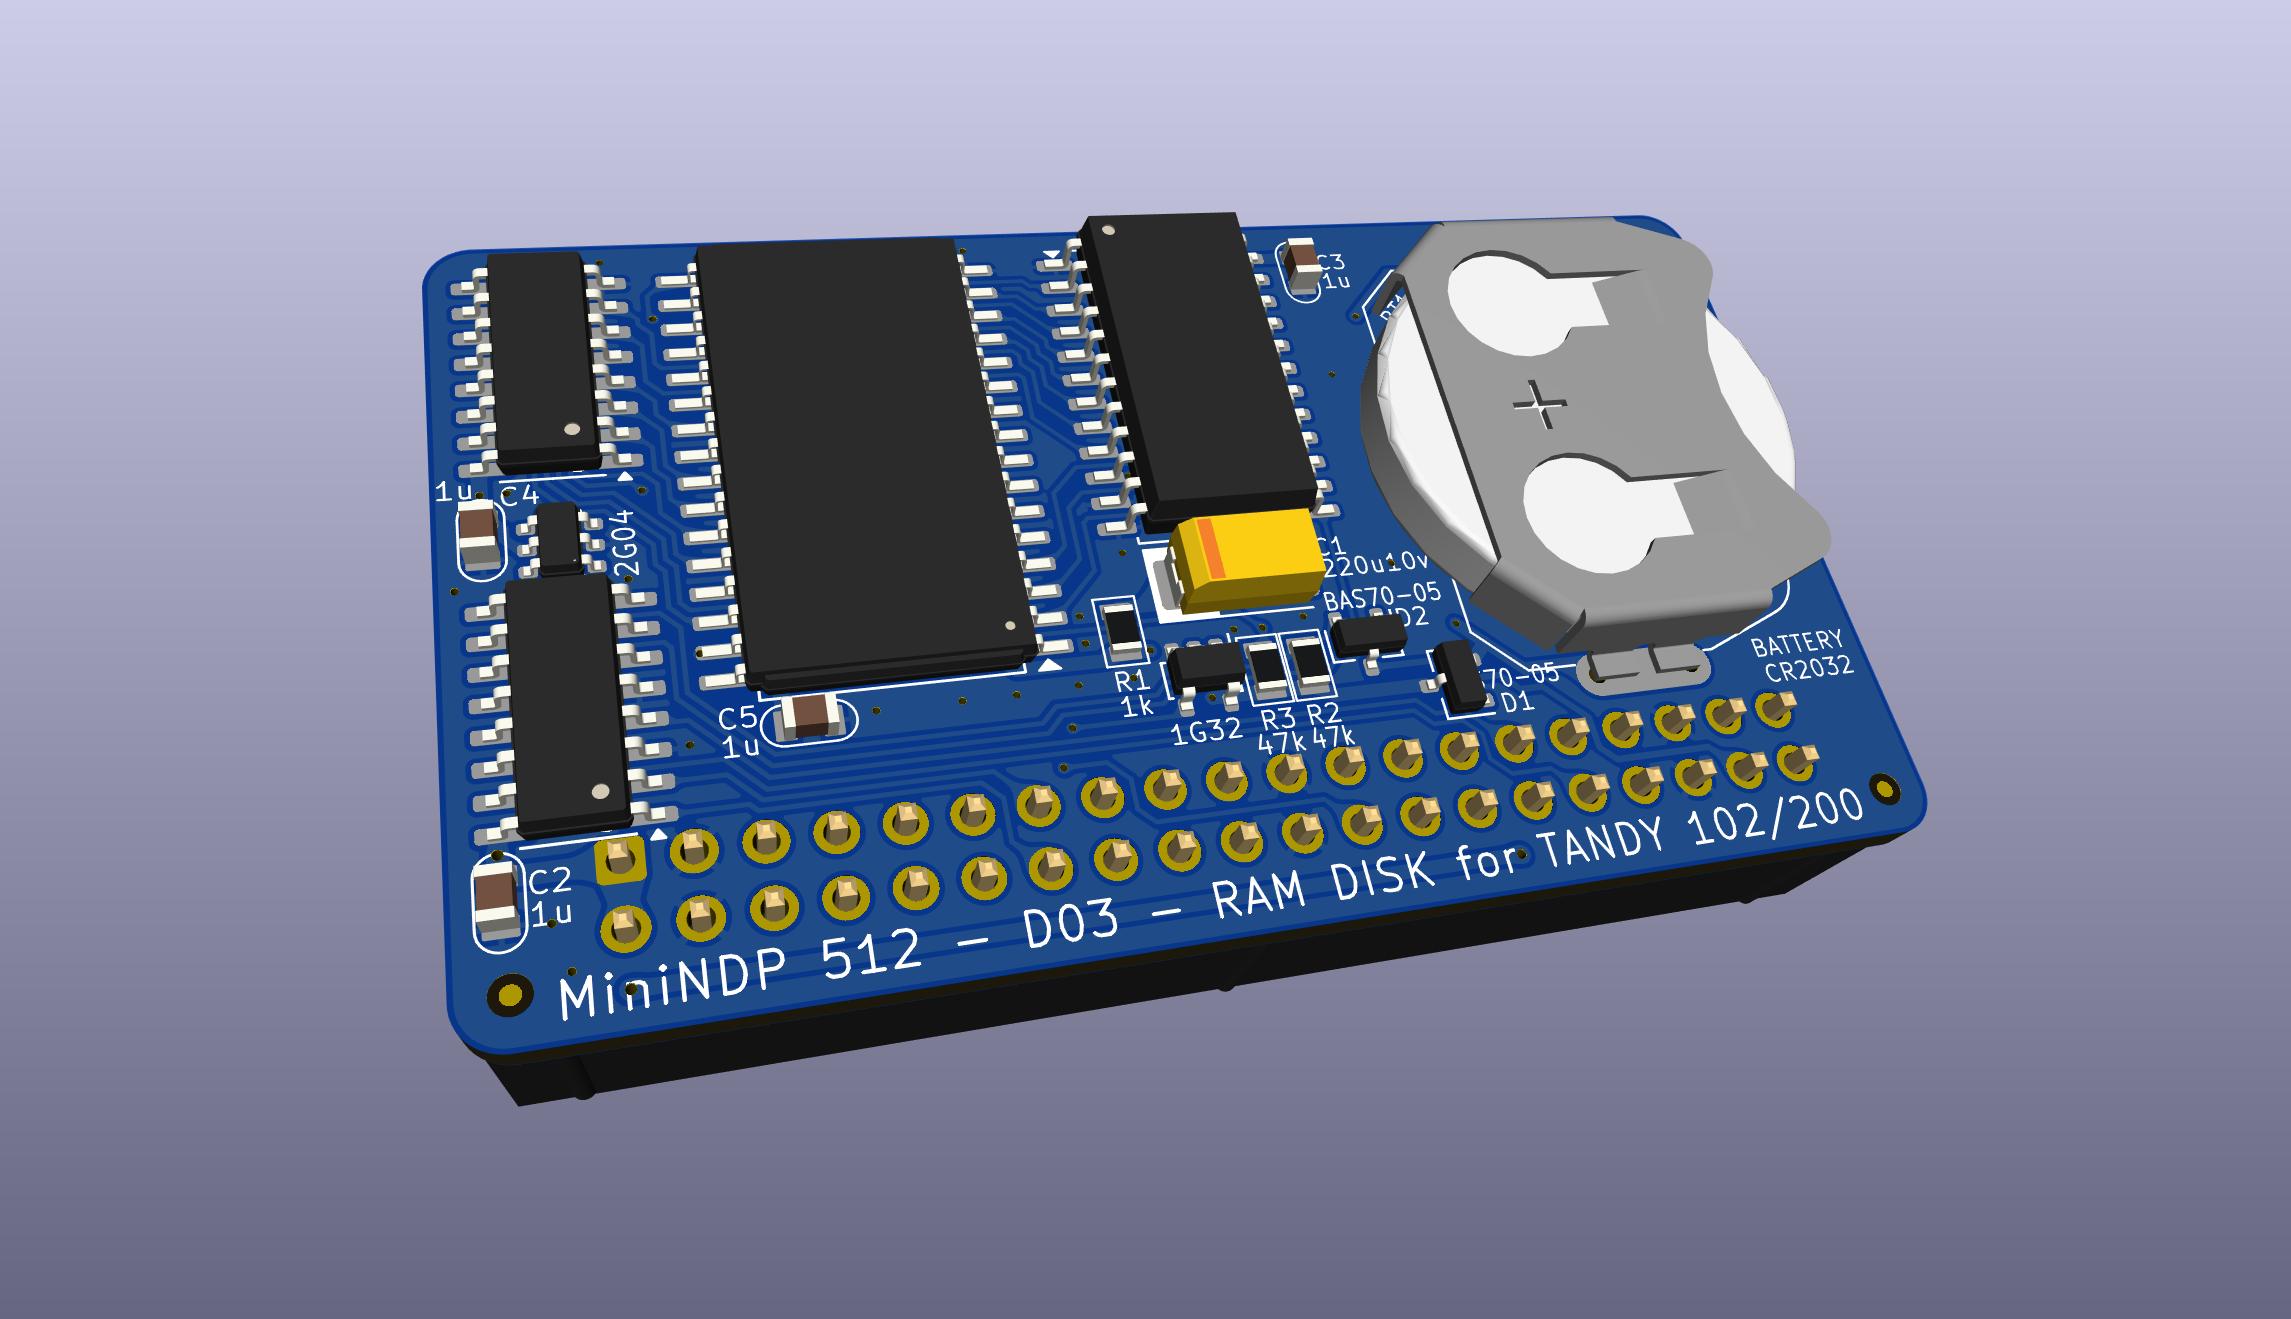 C3
1u
1u
C4
2G04
C1
220u10v
BAS70-05
D2
R1
1k
1G32
R3
47k
R2
47k
70-05
D1
BATTERY
CR2032
C5
1u
C2
1u
MiniNDP 512 - D03 - RAM DISK for TANDY 102/200
+